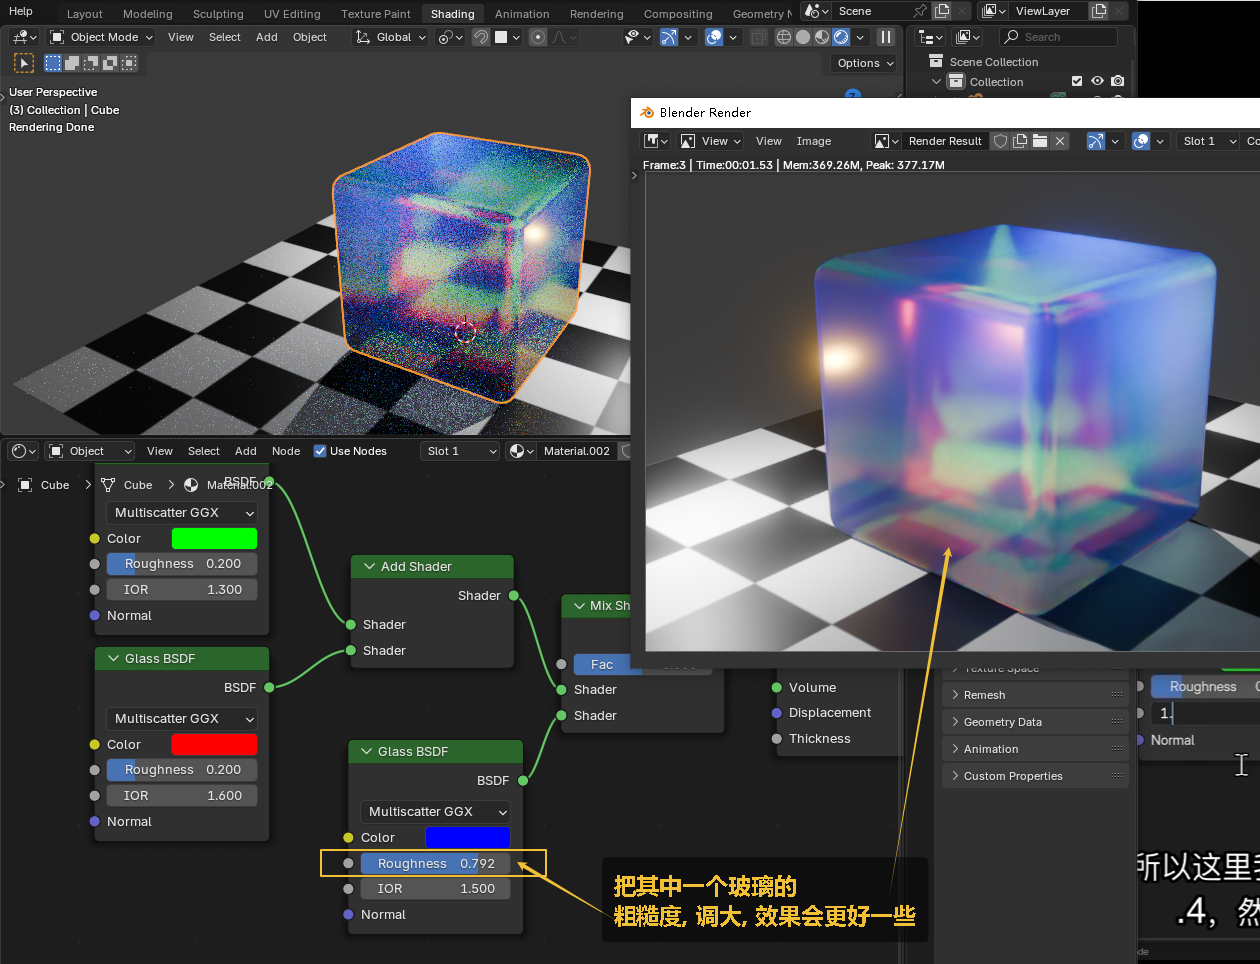 Help
Layout Modeling Sculpting UV Editing Texture Paint Shading Animation Rendering Compositing Geometry N
Scene
ViewLayer
Object Mode View Select Add Object Global
Search
Options
Scene Collection
Collection
User Perspective
(3) Collection | Cube
Rendering Done
Blender Render
View View Image Render Result Slot 1 Co
Frame:3 | Time:00:01.53 | Mem:369.26M, Peak: 377.17M
Object View Select Add Node Use Nodes Slot 1 Material.002
Cube Cube Material.002
BSDF
Multiscatter GGX
Color
Roughness 0.200
IOR 1.300
Normal
Glass BSDF
BSDF
Multiscatter GGX
Color
Roughness 0.200
IOR 1.600
Normal
Add Shader
Shader
Shader
Shader
Mix Sh
Fac
Shader
Shader
Glass BSDF
BSDF
Multiscatter GGX
Color
Roughness 0.792
IOR 1.500
Normal
Volume
Displacement
Thickness
Texture Space
Remesh
Geometry Data
Animation
Custom Properties
Roughness 0
1.
Normal
把其中一个玻璃的
粗糙度, 调大, 效果会更好一些
所以这里
.4，然